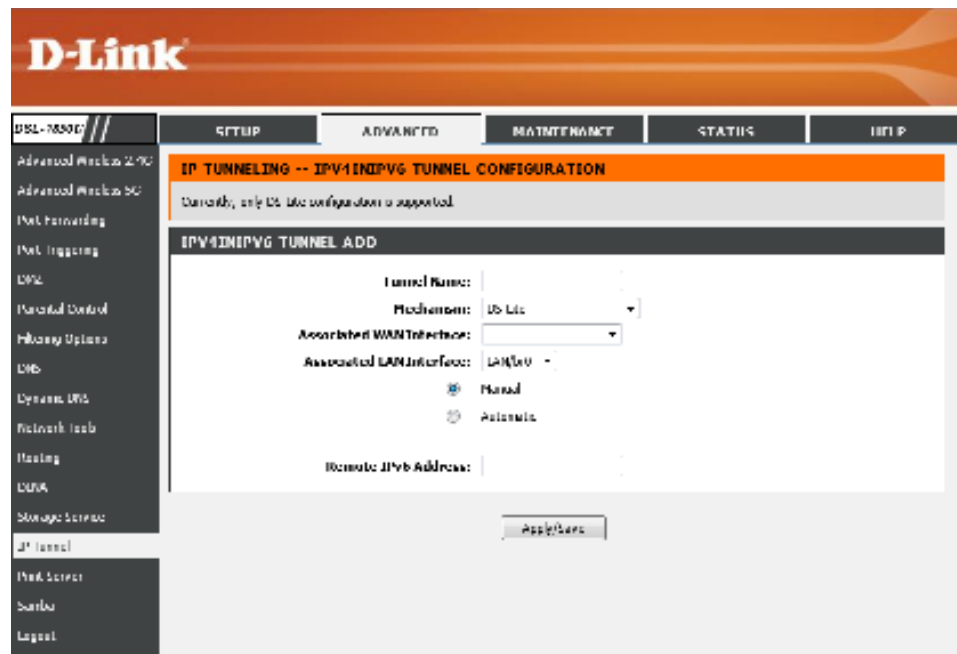 D-Link
SETUP
ADVANCED
MAINTENANCE
STATUS
HELP
Advanced Wireless 2.4G
Advanced Wireless 5G
Port Forwarding
Port Triggering
DMZ
Parental Control
Filtering Options
DNS
Dynamic DNS
Network Tools
Routing
DLNA
Storage Service
IP Tunnel
Print Server
Samba
Logout
IP TUNNELING -- IPV4INIPV6 TUNNEL CONFIGURATION
Currently, only DS-Lite configuration is supported.
IPV4INIPV6 TUNNEL ADD
Tunnel Name:
Mechanism: DS-Lite
Associated WAN Interface:
Associated LAN Interface: LAN/br0
Manual
Automatic
Remote IPv6 Address:
Apply/Save